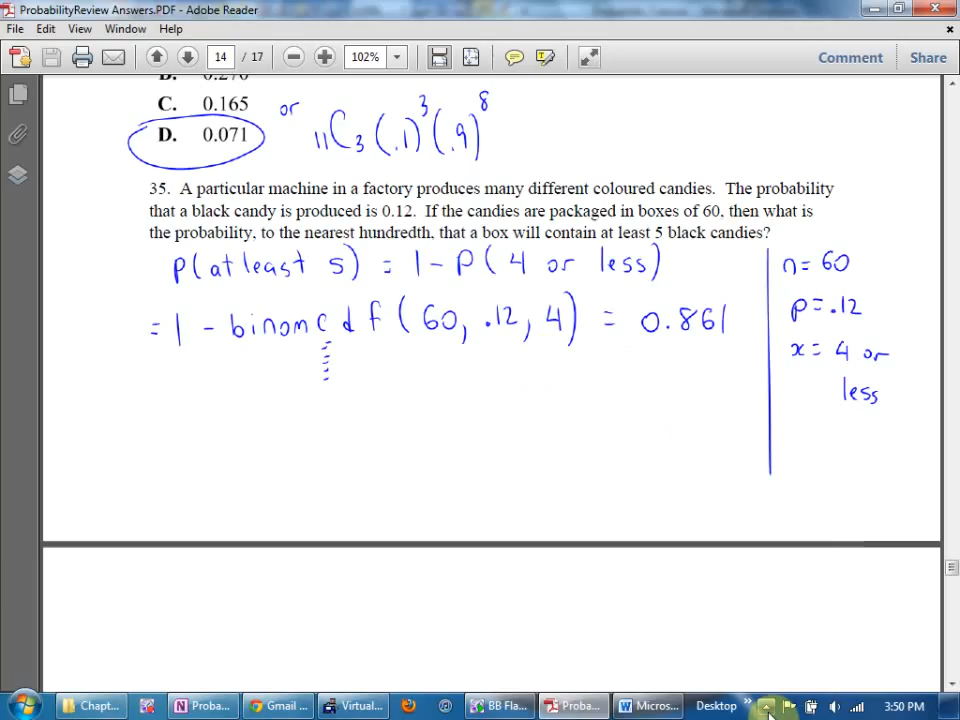 ProbabilityReview Answers.PDF - Adobe Reader
File Edit View Window Help
14 / 17 102% Comment Share
B. 0.270
C. 0.165
D. 0.071
or 11C3 (.1)^3 (.9)^8
35. A particular machine in a factory produces many different coloured candies. The probability
that a black candy is produced is 0.12. If the candies are packaged in boxes of 60, then what is
the probability, to the nearest hundredth, that a box will contain at least 5 black candies?
P(at least 5) = 1 - P(4 or less)
= 1 - binomcdf(60, .12, 4) = 0.861
n = 60
p = .12
x = 4 or
less
Chapt... Proba... Gmail ... Virtual... BB Fla... Proba... Micros... Desktop » 3:50 PM